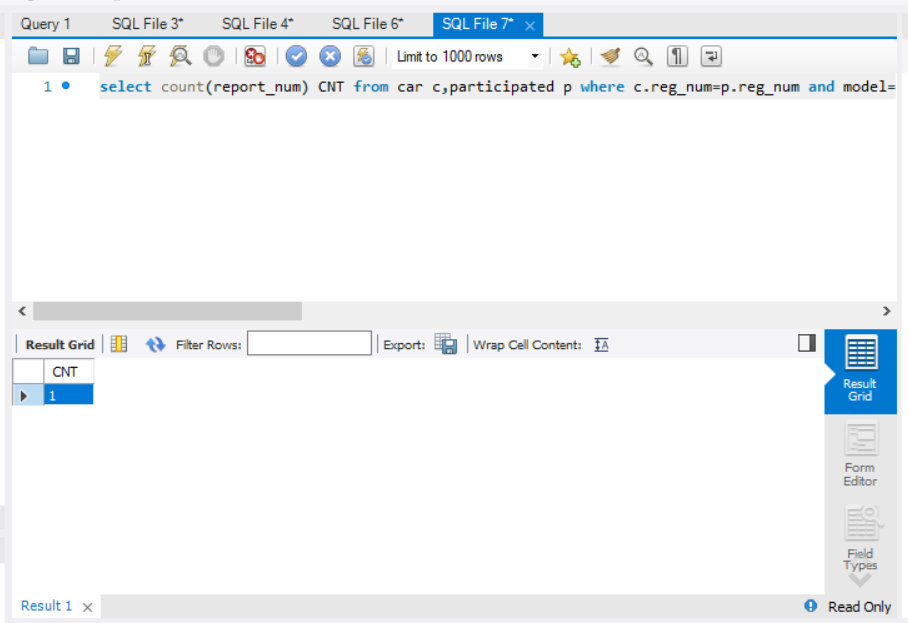 Query 1 SQL File 3* SQL File 4* SQL File 6* SQL File 7*
Limit to 1000 rows
1 select count(report_num) CNT from car c,participated p where c.reg_num=p.reg_num and model=
Result Grid Filter Rows: Export: Wrap Cell Content:
CNT
1
Result
Grid
Form
Editor
Field
Types
Result 1 Read Only